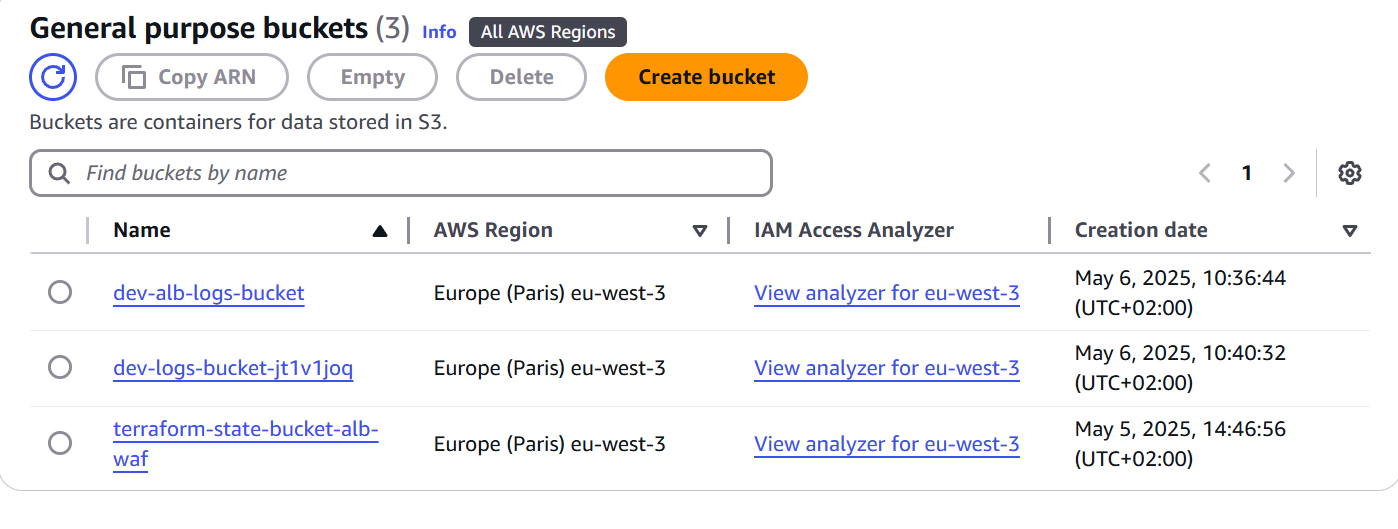 General purpose buckets (3) Info All AWS Regions
Copy ARN Empty Delete Create bucket
Buckets are containers for data stored in S3.
Find buckets by name 1
Name AWS Region IAM Access Analyzer Creation date
dev-alb-logs-bucket Europe (Paris) eu-west-3 View analyzer for eu-west-3 May 6, 2025, 10:36:44
(UTC+02:00)
dev-logs-bucket-jt1v1joq Europe (Paris) eu-west-3 View analyzer for eu-west-3 May 6, 2025, 10:40:32
(UTC+02:00)
terraform-state-bucket-alb-
waf Europe (Paris) eu-west-3 View analyzer for eu-west-3 May 5, 2025, 14:46:56
(UTC+02:00)